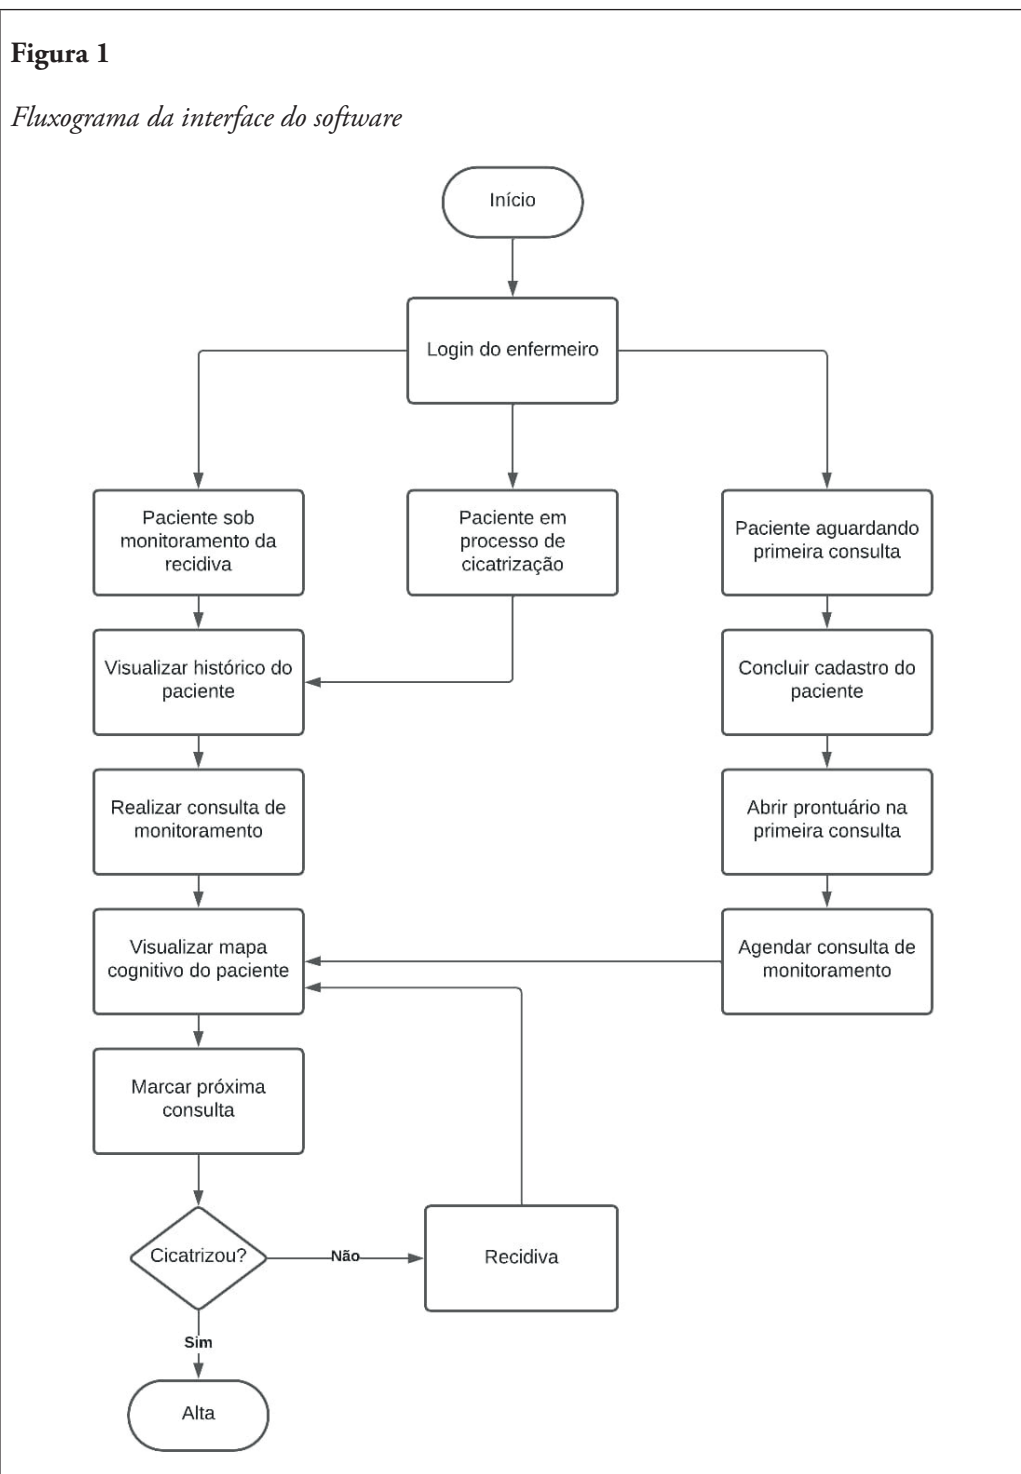 Figura 1
Fluxograma da interface do software
Início
Login do enfermeiro
Paciente sob
monitoramento da
recidiva
Paciente em
processo de
cicatrização
Paciente aguardando
primeira consulta
Visualizar histórico do
paciente
Concluir cadastro do
paciente
Realizar consulta de
monitoramento
Abrir prontuário na
primeira consulta
Visualizar mapa
cognitivo do paciente
Agendar consulta de
monitoramento
Marcar próxima
consulta
Cicatrizou?
Não
Recidiva
Sim
Alta